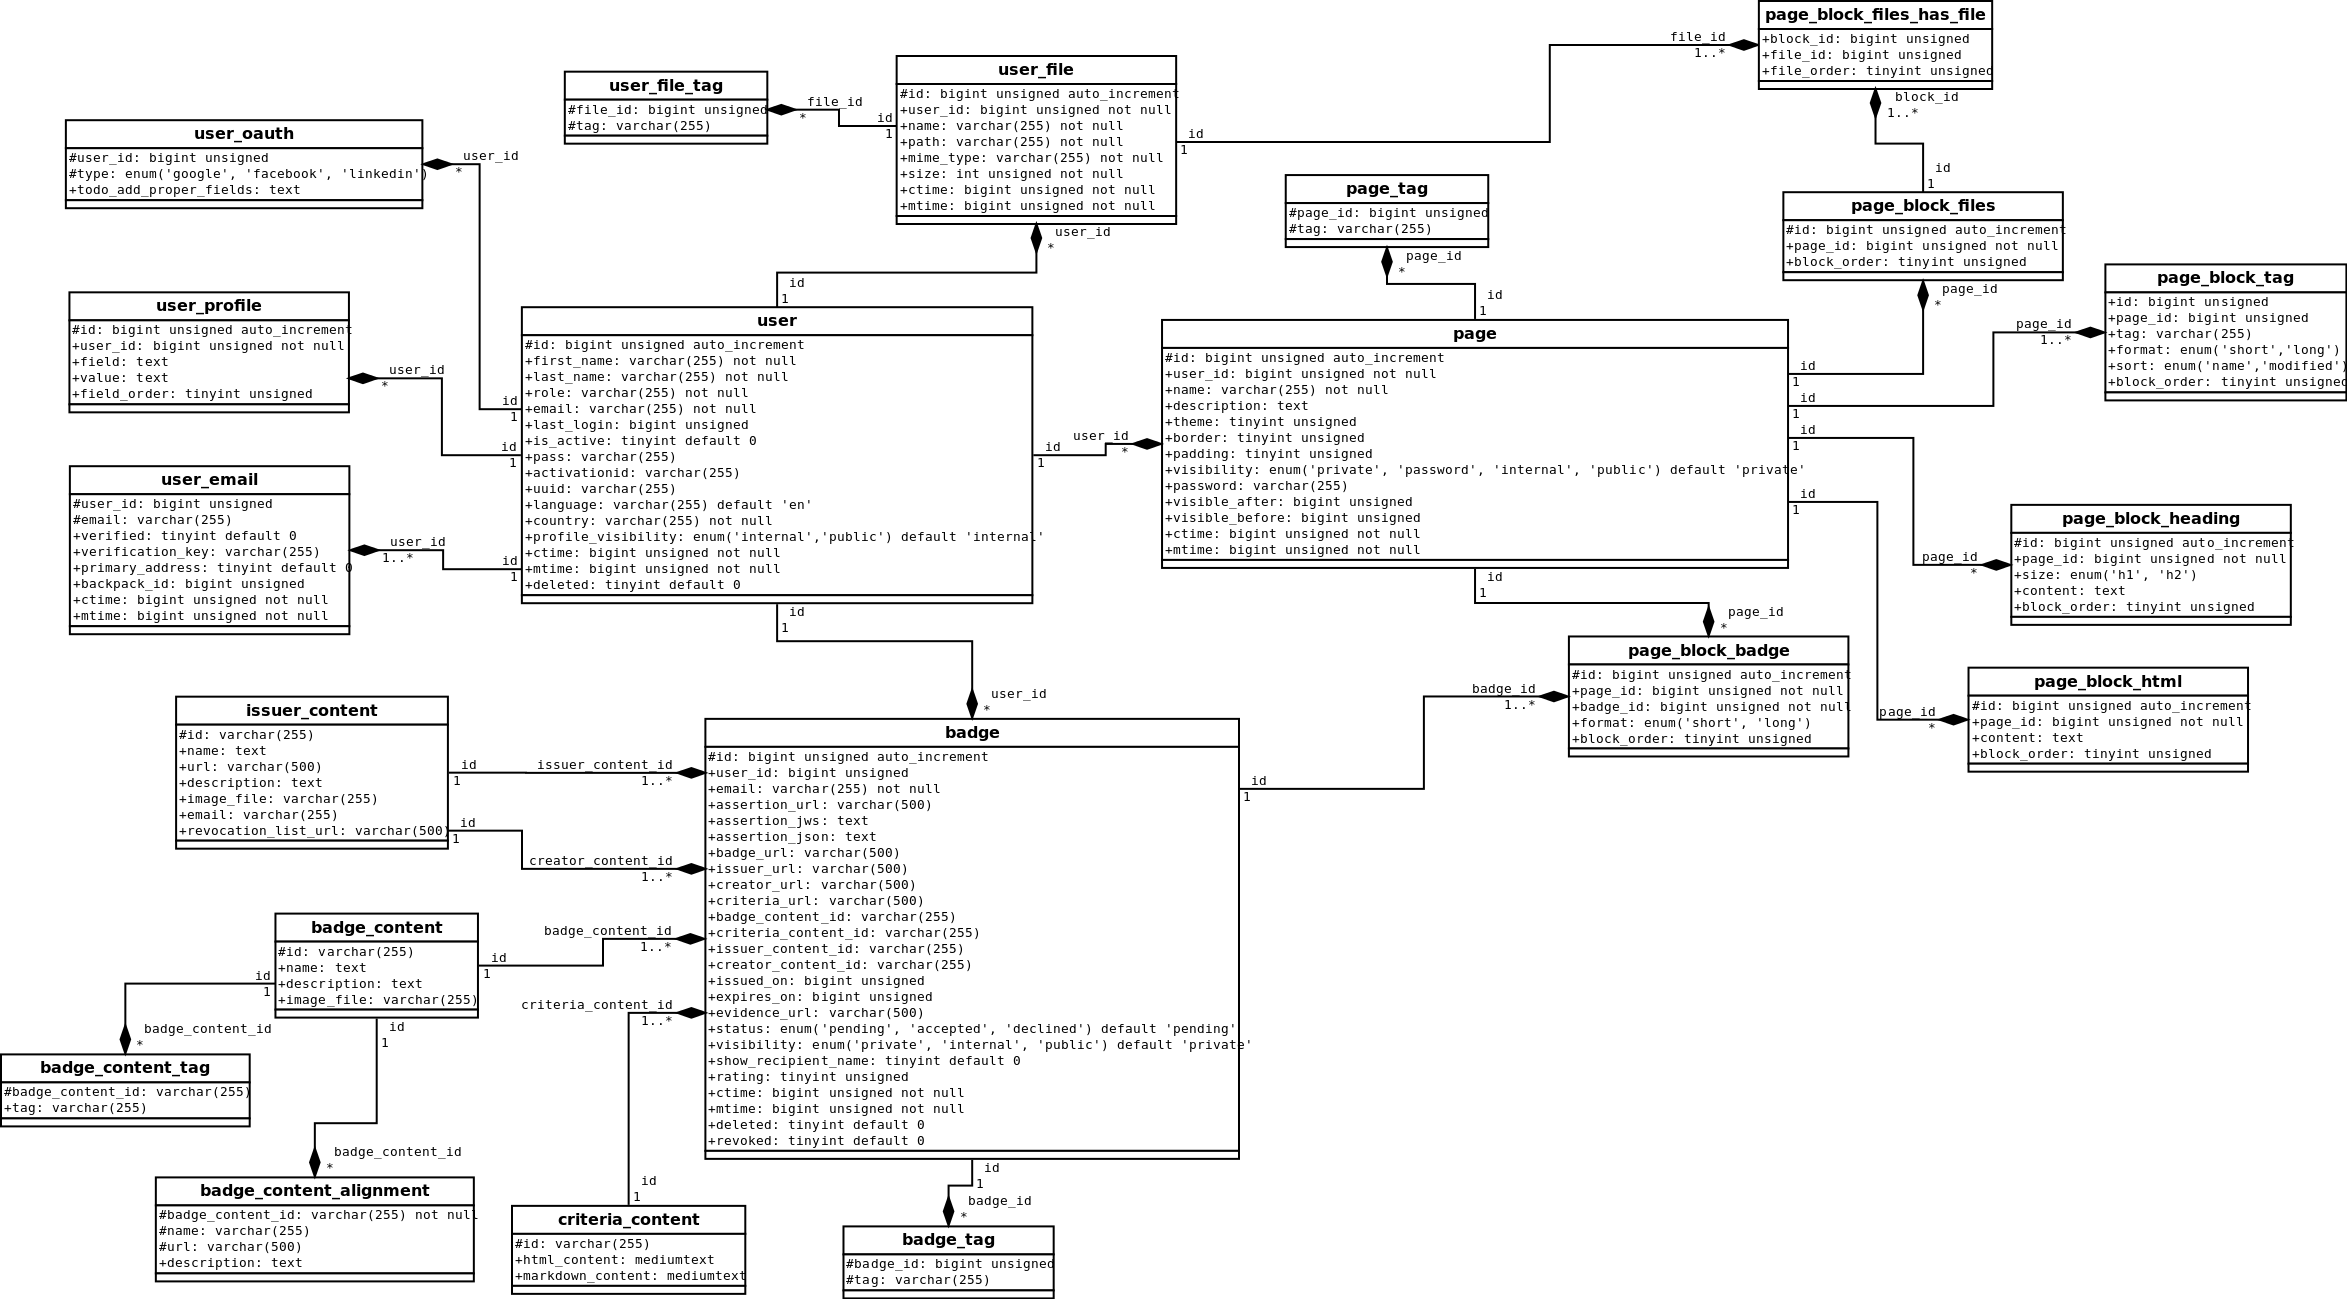 page_block_files_has_file
+block_id: bigint unsigned
+file_id: bigint unsigned
+file_order: tinyint unsigned
file_id
1..*
block_id
1..*
user_file
#id: bigint unsigned auto_increment
+user_id: bigint unsigned not null
+name: varchar(255) not null
+path: varchar(255) not null
+mime_type: varchar(255) not null
+size: int unsigned not null
+ctime: bigint unsigned not null
+mtime: bigint unsigned not null
id
1
user_id
*
user_file_tag
#file_id: bigint unsigned
#tag: varchar(255)
file_id
*
id
1
user_oauth
#user_id: bigint unsigned
#type: enum('google', 'facebook', 'linkedin')
+todo_add_proper_fields: text
user_id
*
page_tag
#page_id: bigint unsigned
#tag: varchar(255)
page_id
*
id
1
page_block_files
#id: bigint unsigned auto_increment
+page_id: bigint unsigned not null
+block_order: tinyint unsigned
id
1
page_id
*
page_block_tag
+id: bigint unsigned
+page_id: bigint unsigned
+tag: varchar(255)
+format: enum('short','long')
+sort: enum('name','modified')
+block_order: tinyint unsigned
page_id
1..*
user_profile
#id: bigint unsigned auto_increment
+user_id: bigint unsigned not null
+field: text
+value: text
+field_order: tinyint unsigned
user_id
*
id
1
user
#id: bigint unsigned auto_increment
+first_name: varchar(255) not null
+last_name: varchar(255) not null
+role: varchar(255) not null
+email: varchar(255) not null
+last_login: bigint unsigned
+is_active: tinyint default 0
+pass: varchar(255)
+activationid: varchar(255)
+uuid: varchar(255)
+language: varchar(255) default 'en'
+country: varchar(255) not null
+profile_visibility: enum('internal','public') default 'internal'
+ctime: bigint unsigned not null
+mtime: bigint unsigned not null
+deleted: tinyint default 0
id
1
id
1
id
1
id
1
user_id
*
id
1
page
#id: bigint unsigned auto_increment
+user_id: bigint unsigned not null
+name: varchar(255) not null
+description: text
+theme: tinyint unsigned
+border: tinyint unsigned
+padding: tinyint unsigned
+visibility: enum('private', 'password', 'internal', 'public') default 'private'
+password: varchar(255)
+visible_after: bigint unsigned
+visible_before: bigint unsigned
+ctime: bigint unsigned not null
+mtime: bigint unsigned not null
id
1
id
1
id
1
id
1
id
1
user_email
#user_id: bigint unsigned
#email: varchar(255)
+verified: tinyint default 0
+verification_key: varchar(255)
+primary_address: tinyint default 0
+backpack_id: bigint unsigned
+ctime: bigint unsigned not null
+mtime: bigint unsigned not null
user_id
1..*
page_block_heading
#id: bigint unsigned auto_increment
+page_id: bigint unsigned not null
+size: enum('h1', 'h2')
+content: text
+block_order: tinyint unsigned
page_id
*
page_id
*
page_block_badge
#id: bigint unsigned auto_increment
+page_id: bigint unsigned not null
+badge_id: bigint unsigned not null
+format: enum('short', 'long')
+block_order: tinyint unsigned
badge_id
1..*
page_block_html
#id: bigint unsigned auto_increment
+page_id: bigint unsigned not null
+content: text
+block_order: tinyint unsigned
page_id
*
issuer_content
#id: varchar(255)
+name: text
+url: varchar(500)
+description: text
+image_file: varchar(255)
+email: varchar(255)
+revocation_list_url: varchar(500)
id
1
issuer_content_id
1..*
id
1
creator_content_id
1..*
user_id
*
badge
#id: bigint unsigned auto_increment
+user_id: bigint unsigned
+email: varchar(255) not null
+assertion_url: varchar(500)
+assertion_jws: text
+assertion_json: text
+badge_url: varchar(500)
+issuer_url: varchar(500)
+creator_url: varchar(500)
+criteria_url: varchar(500)
+badge_content_id: varchar(255)
+criteria_content_id: varchar(255)
+issuer_content_id: varchar(255)
+creator_content_id: varchar(255)
+issued_on: bigint unsigned
+expires_on: bigint unsigned
+evidence_url: varchar(500)
+status: enum('pending', 'accepted', 'declined') default 'pending'
+visibility: enum('private', 'internal', 'public') default 'private'
+show_recipient_name: tinyint default 0
+rating: tinyint unsigned
+ctime: bigint unsigned not null
+mtime: bigint unsigned not null
+deleted: tinyint default 0
+revoked: tinyint default 0
id
1
badge_content
#id: varchar(255)
+name: text
+description: text
+image_file: varchar(255)
badge_content_id
1..*
id
1
id
1
id
1
badge_content_id
*
badge_content_tag
#badge_content_id: varchar(255)
+tag: varchar(255)
criteria_content_id
1..*
badge_content_id
*
badge_content_alignment
#badge_content_id: varchar(255) not null
#name: varchar(255)
#url: varchar(500)
+description: text
id
1
criteria_content
#id: varchar(255)
+html_content: mediumtext
+markdown_content: mediumtext
id
1
badge_id
*
badge_tag
#badge_id: bigint unsigned
#tag: varchar(255)